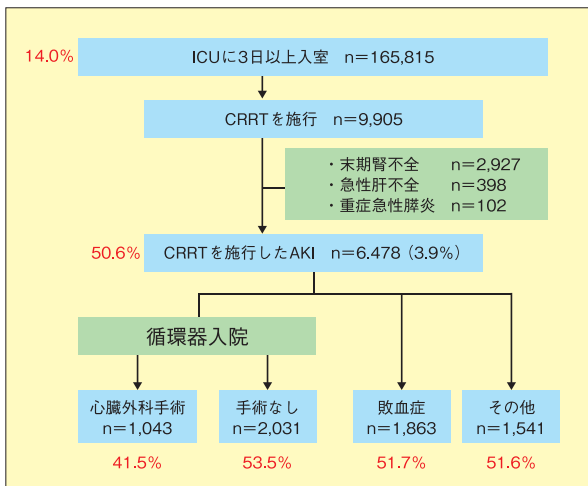 14.0%
ICUに3日以上入室 n=165,815
CRRTを施行 n=9,905
・末期腎不全 n=2,927
・急性肝不全 n=398
・重症急性膵炎 n=102
50.6%
CRRTを施行したAKI n=6.478（3.9%）
循環器入院
心臓外科手術
n=1,043
手術なし
n=2,031
敗血症
n=1,863
その他
n=1,541
41.5%
53.5%
51.7%
51.6%